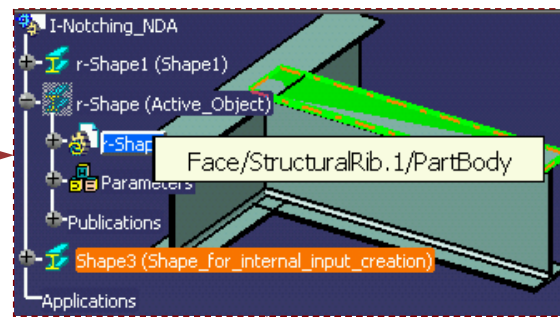 I-Notching_NDA
r-Shape1 (Shape1)
r-Shape (Active_Object)
r-Shap
Face/StructuralRib.1/PartBody
Parameters
Publications
Shape3 (Shape_for_internal_input_creation)
Applications